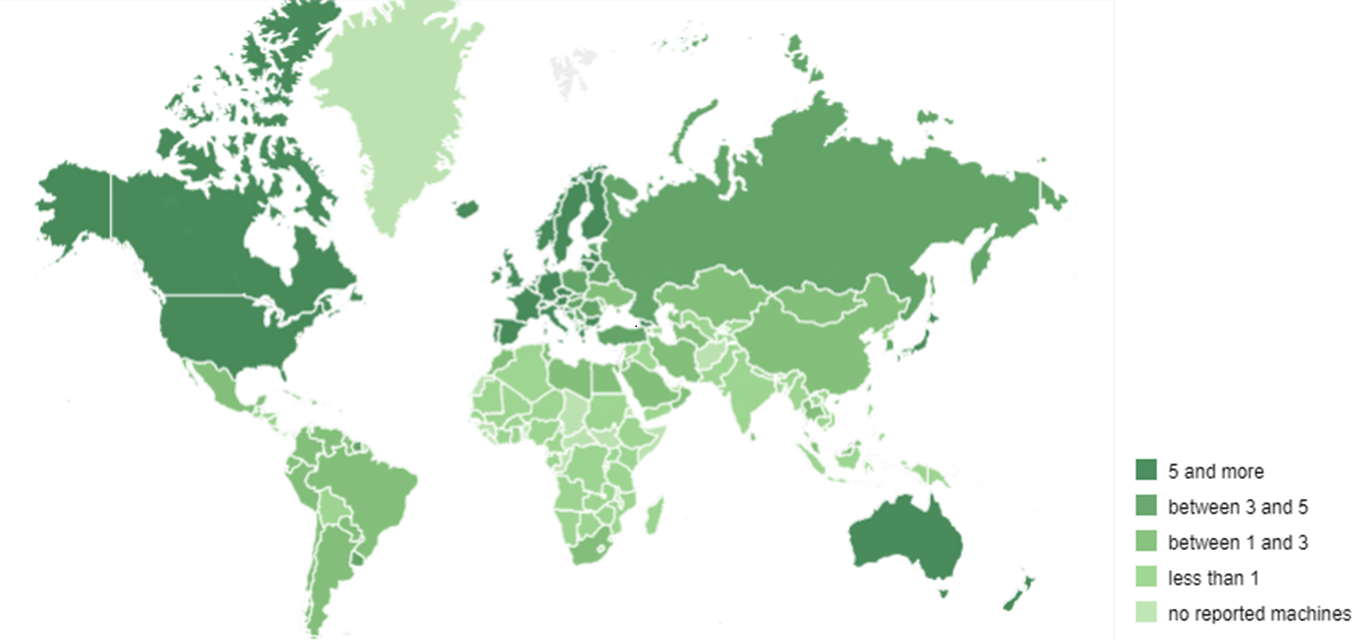 5 and more
between 3 and 5
between 1 and 3
less than 1
no reported machines